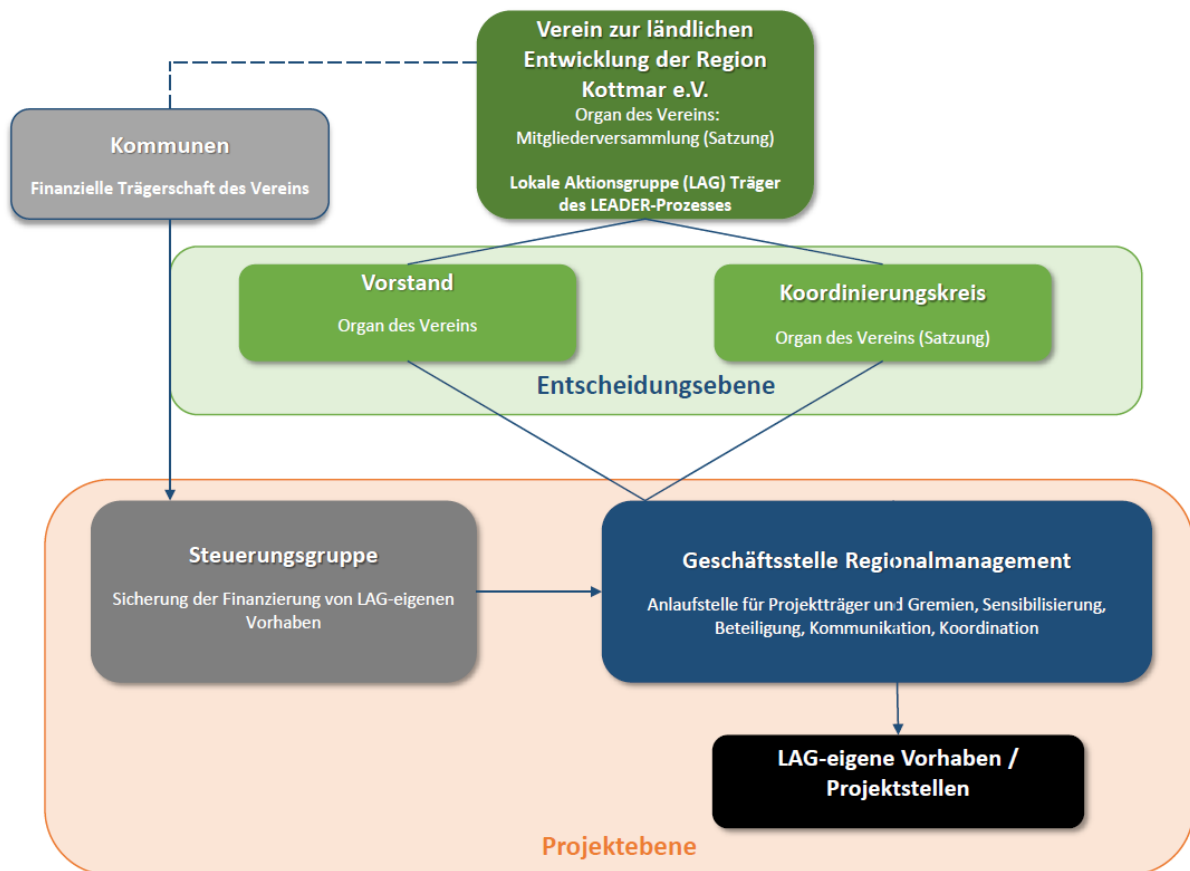 Verein zur ländlichen
Entwicklung der Region
Kottmar e.V.
Organ des Vereins:
Mitgliederversammlung (Satzung)
Lokale Aktionsgruppe (LAG) Träger
des LEADER-Prozesses
Kommunen
Finanzielle Trägerschaft des Vereins
Vorstand
Organ des Vereins
Koordinierungskreis
Organ des Vereins (Satzung)
Entscheidungsebene
Steuerungsgruppe
Sicherung der Finanzierung von LAG-eigenen
Vorhaben
Geschäftsstelle Regionalmanagement
Anlaufstelle für Projektträger und Gremien, Sensibilisierung,
Beteiligung, Kommunikation, Koordination
LAG-eigene Vorhaben /
Projektstellen
Projektebene